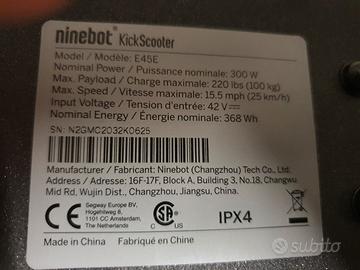 ninebot KickScooter
Model / Modèle: E45E
Nominal Power / Puissance nominale: 300 W
Max. Payload / Charge maximale: 220 lbs (100 kg)
Max. Speed / Vitesse maximale: 15.5 mph (25 km/h)
Input Voltage / Tension d'entrée: 42 V
Nominal Energy / Énergie nominale: 368 Wh
SN: N2GMC2032K0625
Manufacturer / Fabricant: Ninebot (Changzhou) Tech Co., Ltd.
Address / Adresse: 16F-17F, Block A, Building 3, No.18, Changwu
Mid Rd, Wujin Dist., Changzhou, Jiangsu, China.
CE
EC REP
Segway Europe B.V.
Hogehilweg 8,
1101 CC Amsterdam,
The Netherlands
IPX4
Made in China Fabriqué en Chine
subito